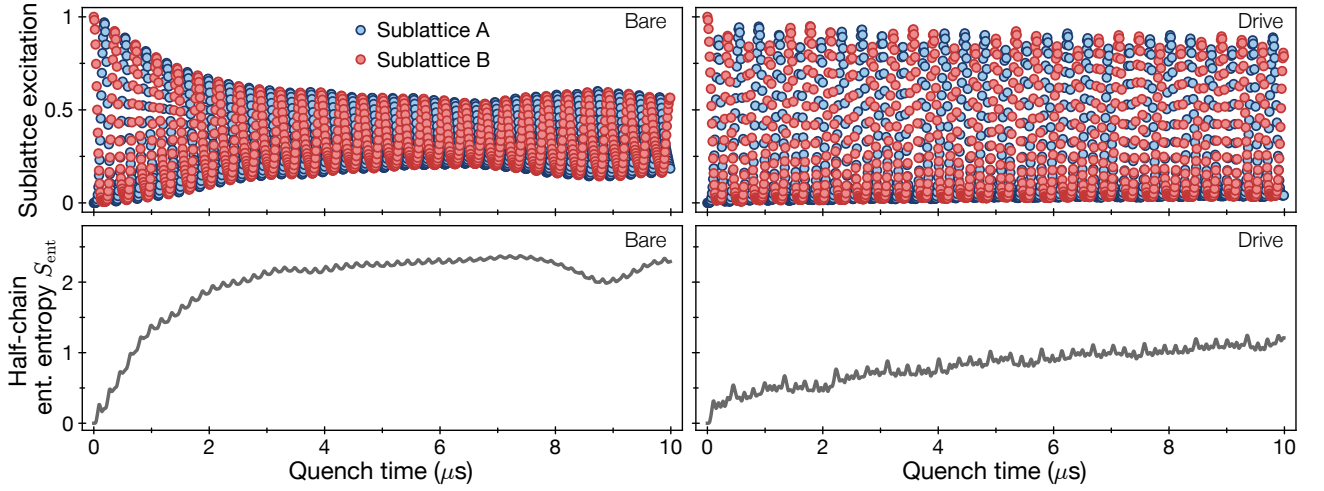 Sublattce excitation
1
0.5
0
Sublattice A
Sublattice B
Bare
Drive
Half-chain
ent. entropy S_ent
2
1
0
Bare
Drive
0 2 4 6 8 10
0 2 4 6 8 10
Quench time (μs)
Quench time (μs)